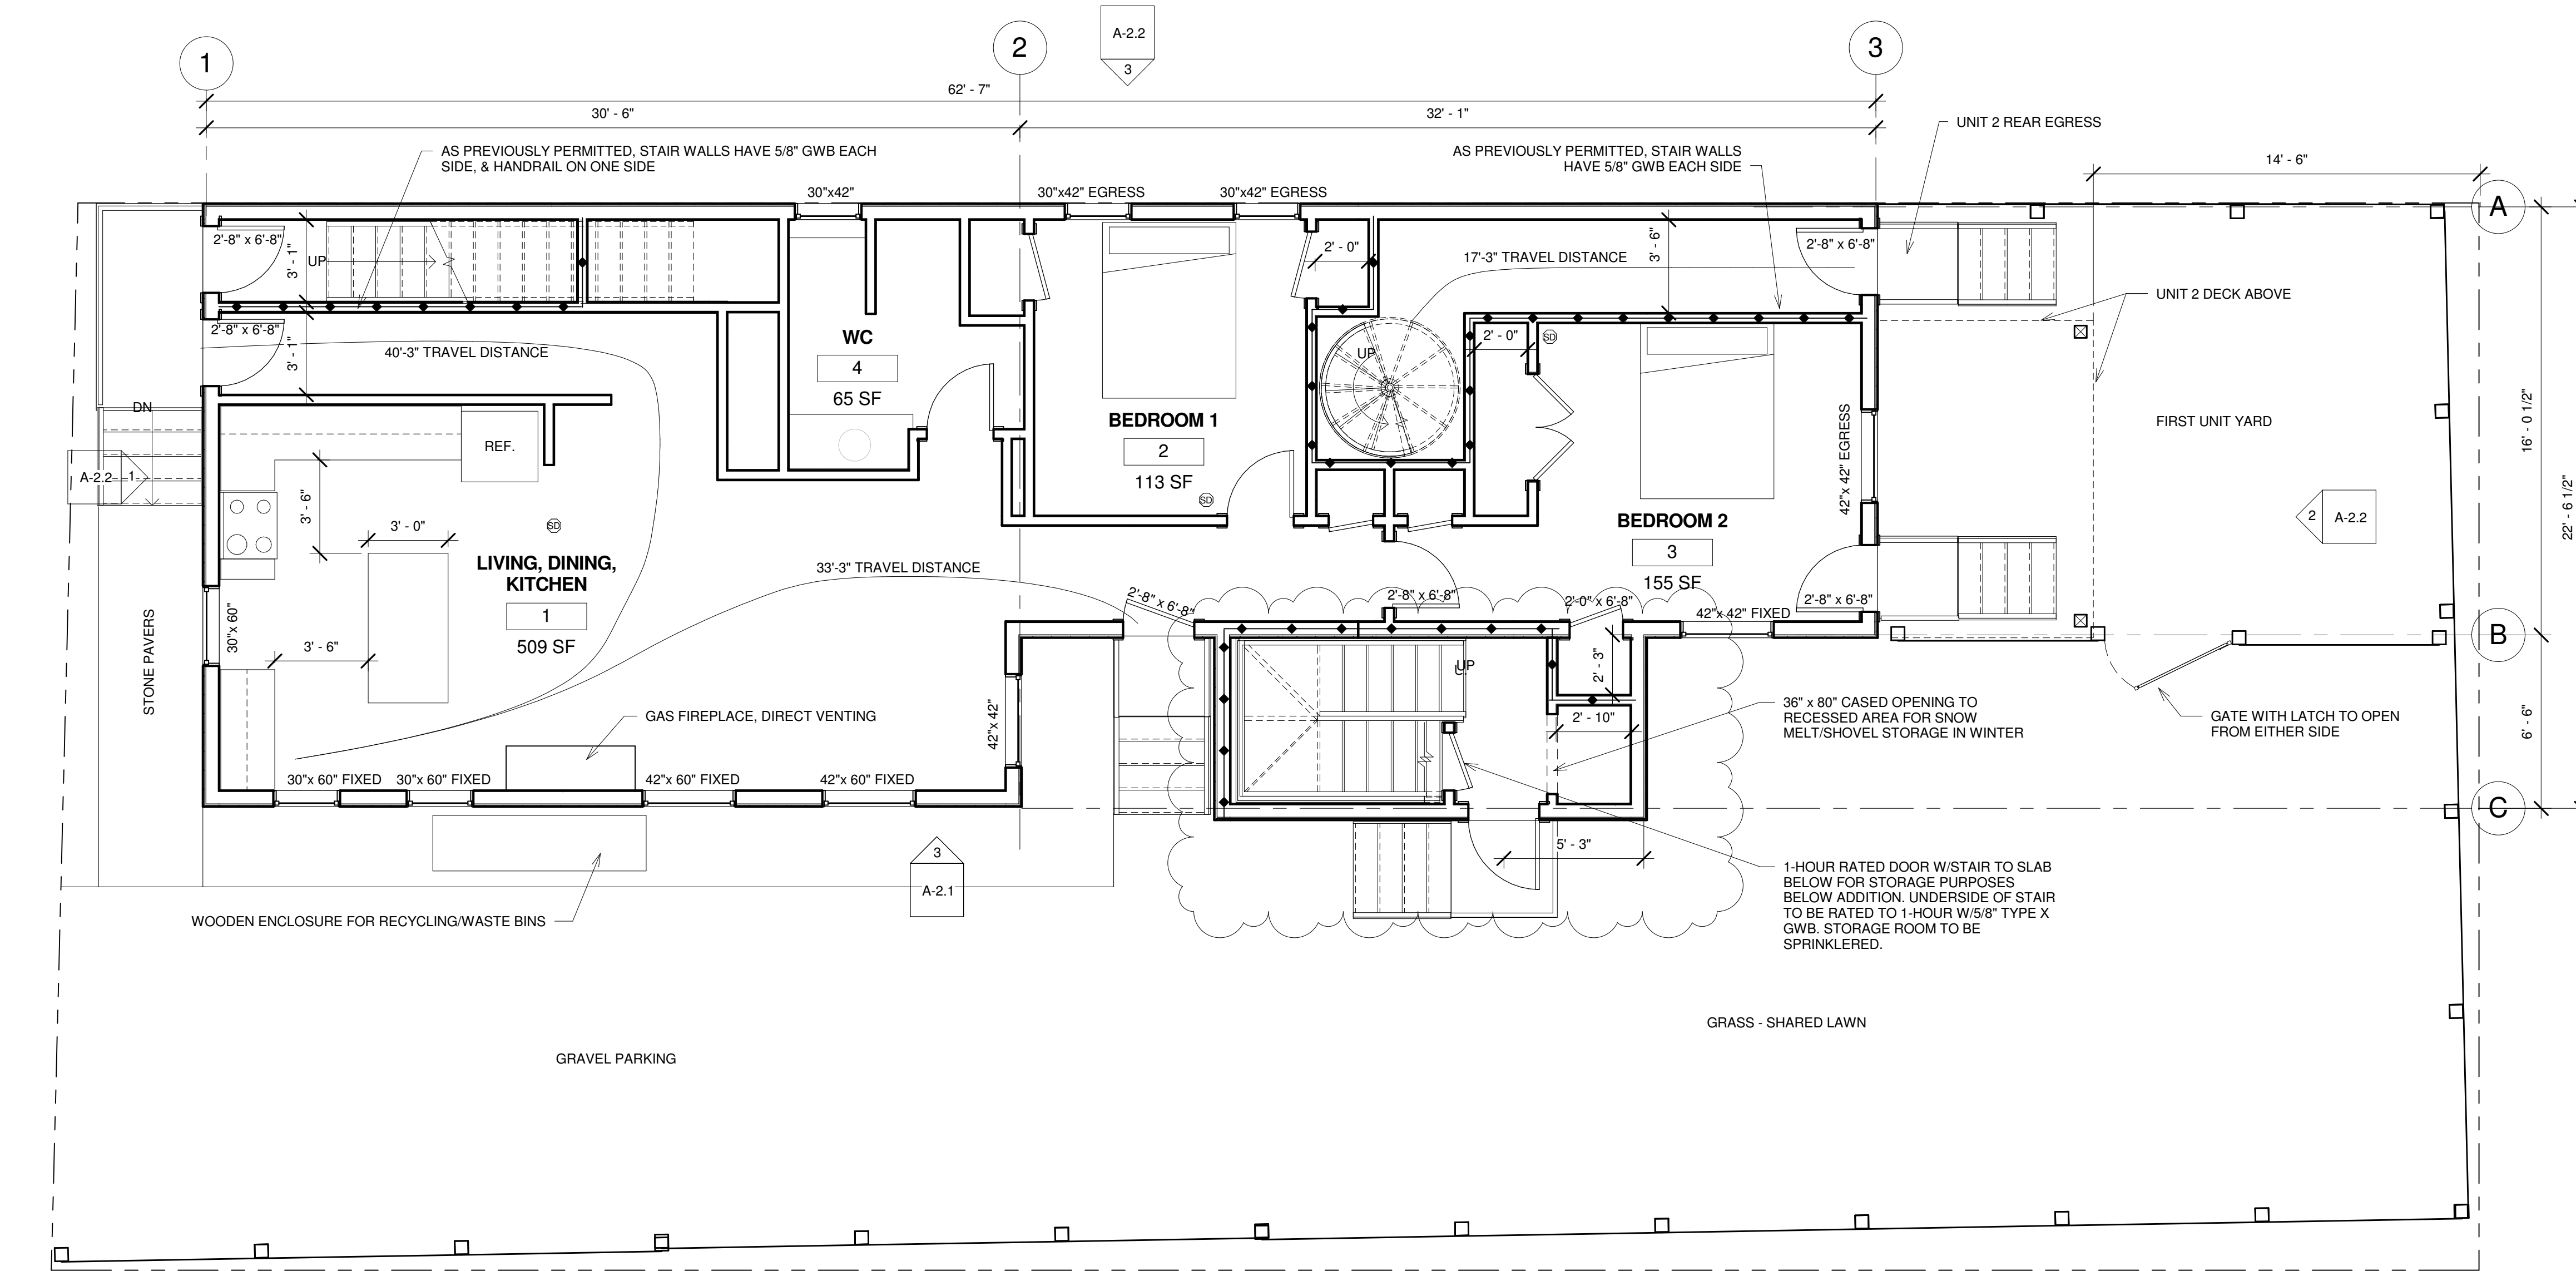 A-2.2
3
1
2
3
62' - 7"
30' - 6"
32' - 1"
UNIT 2 REAR EGRESS
AS PREVIOUSLY PERMITTED, STAIR WALLS HAVE 5/8" GWB EACH
SIDE, & HANDRAIL ON ONE SIDE
AS PREVIOUSLY PERMITTED, STAIR WALLS
HAVE 5/8" GWB EACH SIDE
14' - 6"
30"x42"
30"x42" EGRESS
30"x42" EGRESS
A
2'-8" x 6'-8"
3' - 1"
UP
2' - 0"
17'-3" TRAVEL DISTANCE
3' - 6"
2'-8" x 6'-8"
UNIT 2 DECK ABOVE
2'-8" x 6'-8"
3' - 1"
40'-3" TRAVEL DISTANCE
WC
4
65 SF
UP
2' - 0"
SD
DN
BEDROOM 1
2
113 SF
SD
FIRST UNIT YARD
16' - 0 1/2"
22' - 6 1/2"
42"x 42" EGRESS
REF.
A-2.2
1
3' - 6"
3' - 0"
SD
LIVING, DINING,
KITCHEN
1
509 SF
33'-3" TRAVEL DISTANCE
BEDROOM 2
3
155 SF
2
A-2.2
2'-8" x 6'-8"
2'-8" x 6'-8"
2'-0" x 6'-8"
42"x 42" FIXED
2'-8" x 6'-8"
B
STONE PAVERS
30"x 60"
3' - 6"
UP
2' - 3"
36" x 80" CASED OPENING TO
RECESSED AREA FOR SNOW
MELT/SHOVEL STORAGE IN WINTER
GAS FIREPLACE, DIRECT VENTING
42"x 42"
2' - 10"
GATE WITH LATCH TO OPEN
FROM EITHER SIDE
6' - 6"
30"x 60" FIXED
30"x 60" FIXED
42"x 60" FIXED
42"x 60" FIXED
C
5' - 3"
3
A-2.1
1-HOUR RATED DOOR W/STAIR TO SLAB
BELOW FOR STORAGE PURPOSES
BELOW ADDITION. UNDERSIDE OF STAIR
TO BE RATED TO 1-HOUR W/5/8" TYPE X
GWB. STORAGE ROOM TO BE
SPRINKLERED.
WOODEN ENCLOSURE FOR RECYCLING/WASTE BINS
GRASS - SHARED LAWN
GRAVEL PARKING